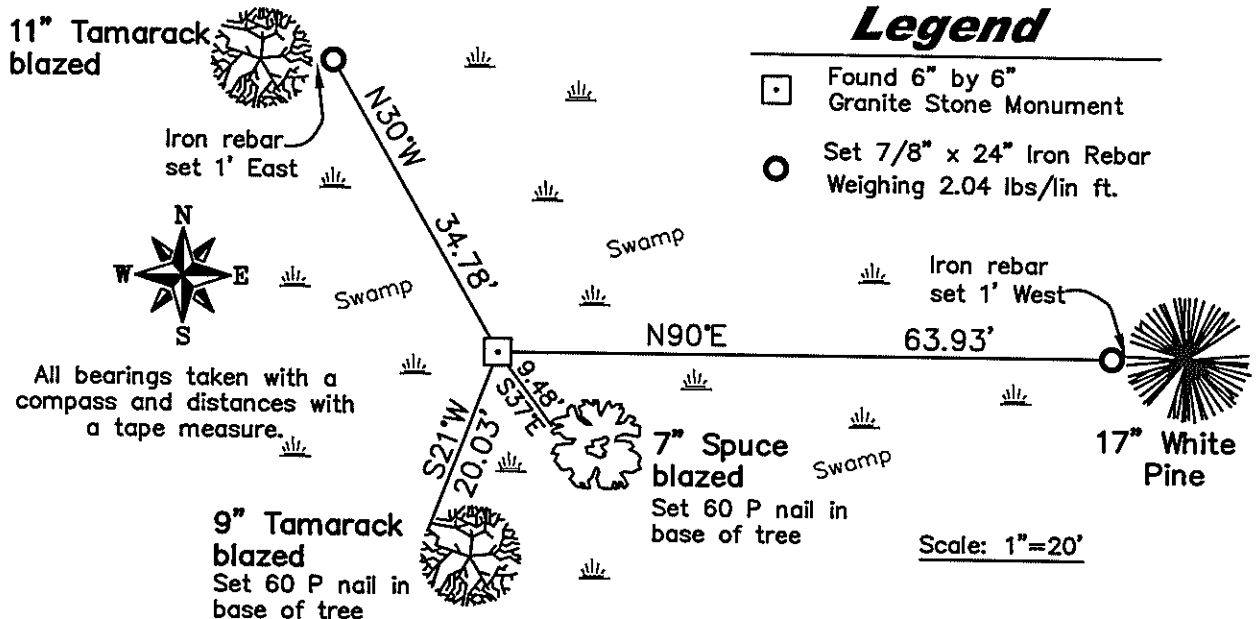 Legend
Found 6" by 6"
Granite Stone Monument
Set 7/8" x 24" Iron Rebar
Weighing 2.04 lbs/lin ft.
11" Tamarack
blazed
Iron rebar
set 1' East
N30°W
34.78'
N
W E
S
Swamp
Swamp
Iron rebar
set 1' West
N90°E 63.93'
All bearings taken with a
compass and distances with
a tape measure.
9.48'
S37°E
S21°W
20.03'
7" Spuce
blazed
Set 60 P nail in
base of tree
Swamp
17" White
Pine
9" Tamarack
blazed
Set 60 P nail in
base of tree
Scale: 1"=20'